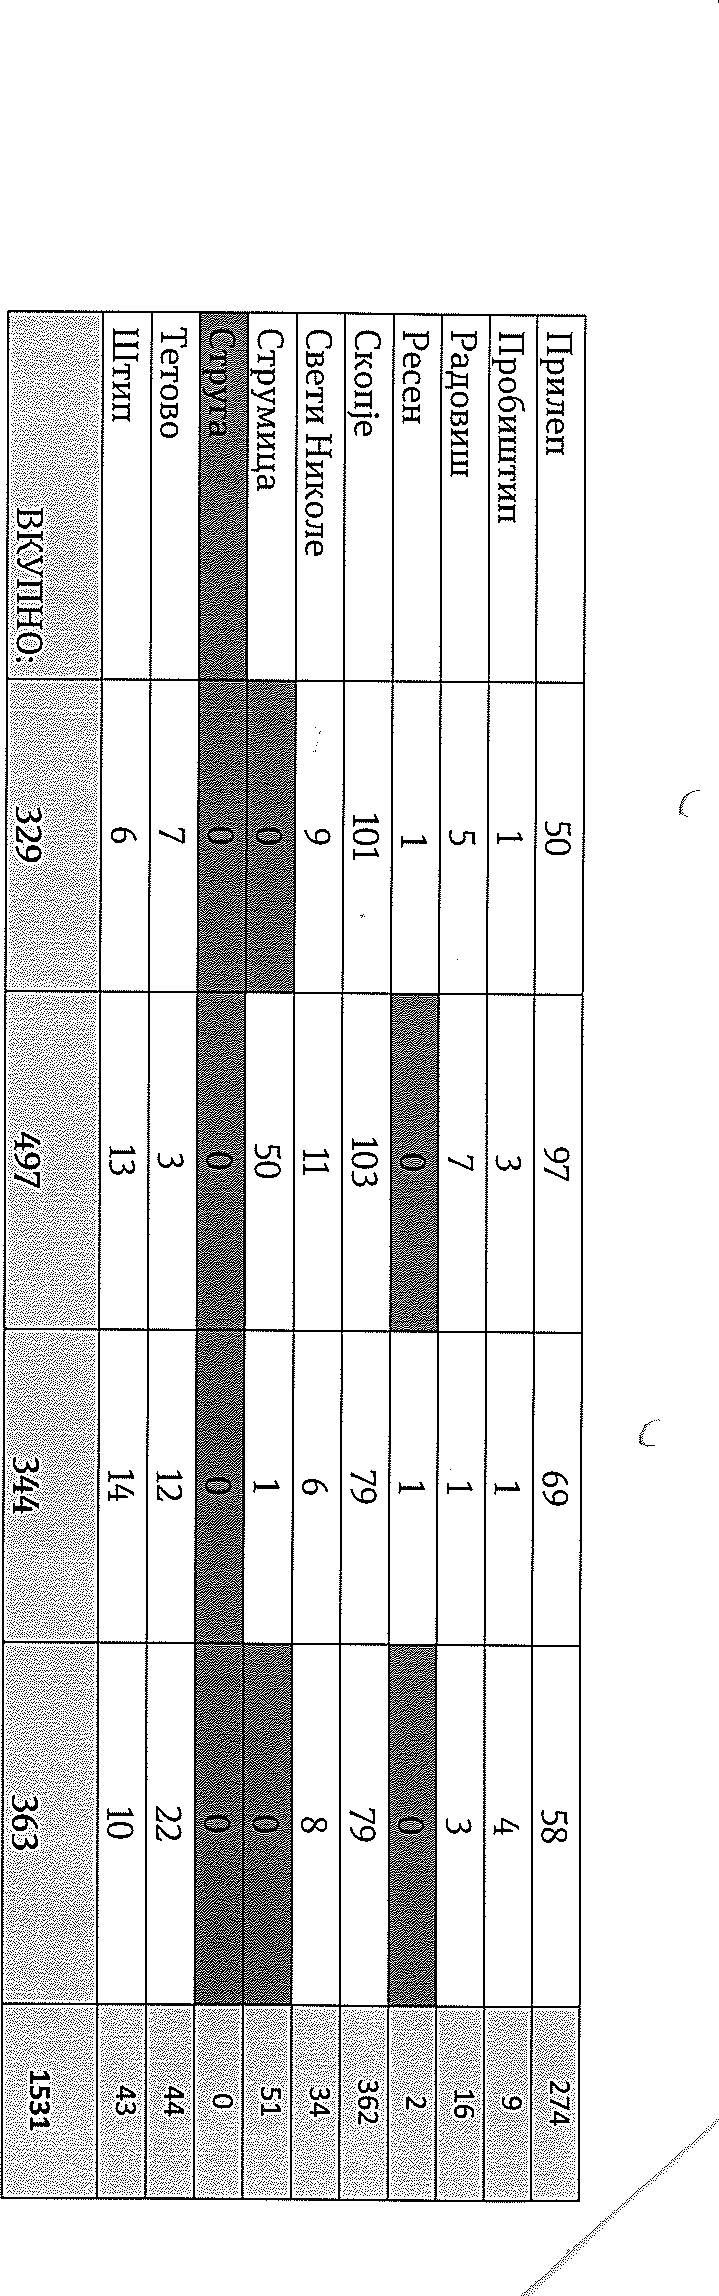 Прилеп 50 97 69 58 274
Пробиштип 1 3 1 4 9
Радовиш 5 7 1 3 16
Ресен 1 0 1 0 2
Скопје 101 103 79 79 362
Свети Николе 9 11 6 8 34
Струмица 0 50 1 0 51
Струга 0 0 0 0 0
Тетово 7 3 12 22 44
Штип 6 13 14 10 43
ВКУПНО: 329 497 344 363 1531